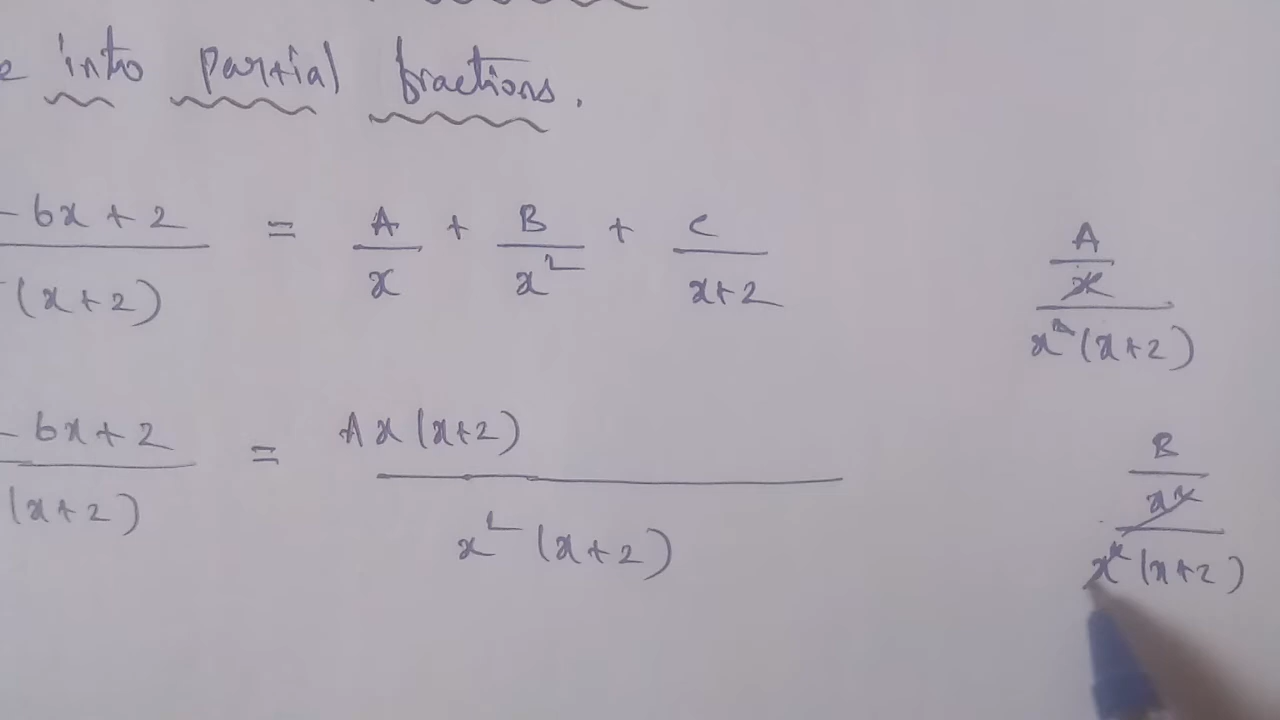 into partial fractions.
- 6x + 2 / (x+2) = A/x + B/x² + C/x+2
A/x / x²(x+2)
- 6x + 2 / (x+2) = Ax(x+2) / x²(x+2)
B/x² / x²(x+2)